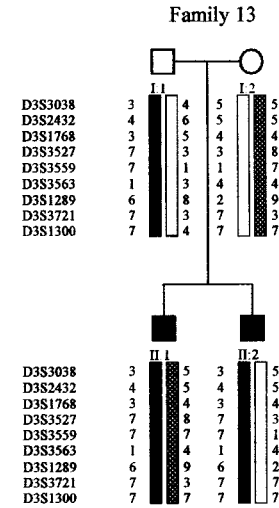 Family 13
I:1 I:2
D3S3038 3 4 5 5
D3S2432 4 6 5 5
D3S1768 3 5 4 4
D3S3527 7 3 3 8
D3S3559 7 1 1 7
D3S3563 1 3 4 4
D3S1289 6 8 2 9
D3S3721 7 3 7 3
D3S1300 7 4 7 7
II:1 II:2
D3S3038 3 5 3 5
D3S2432 4 5 5 5
D3S1768 3 4 3 4
D3S3527 7 8 7 3
D3S3559 7 7 7 1
D3S3563 1 4 1 4
D3S1289 6 9 6 2
D3S3721 7 3 7 7
D3S1300 7 7 7 7